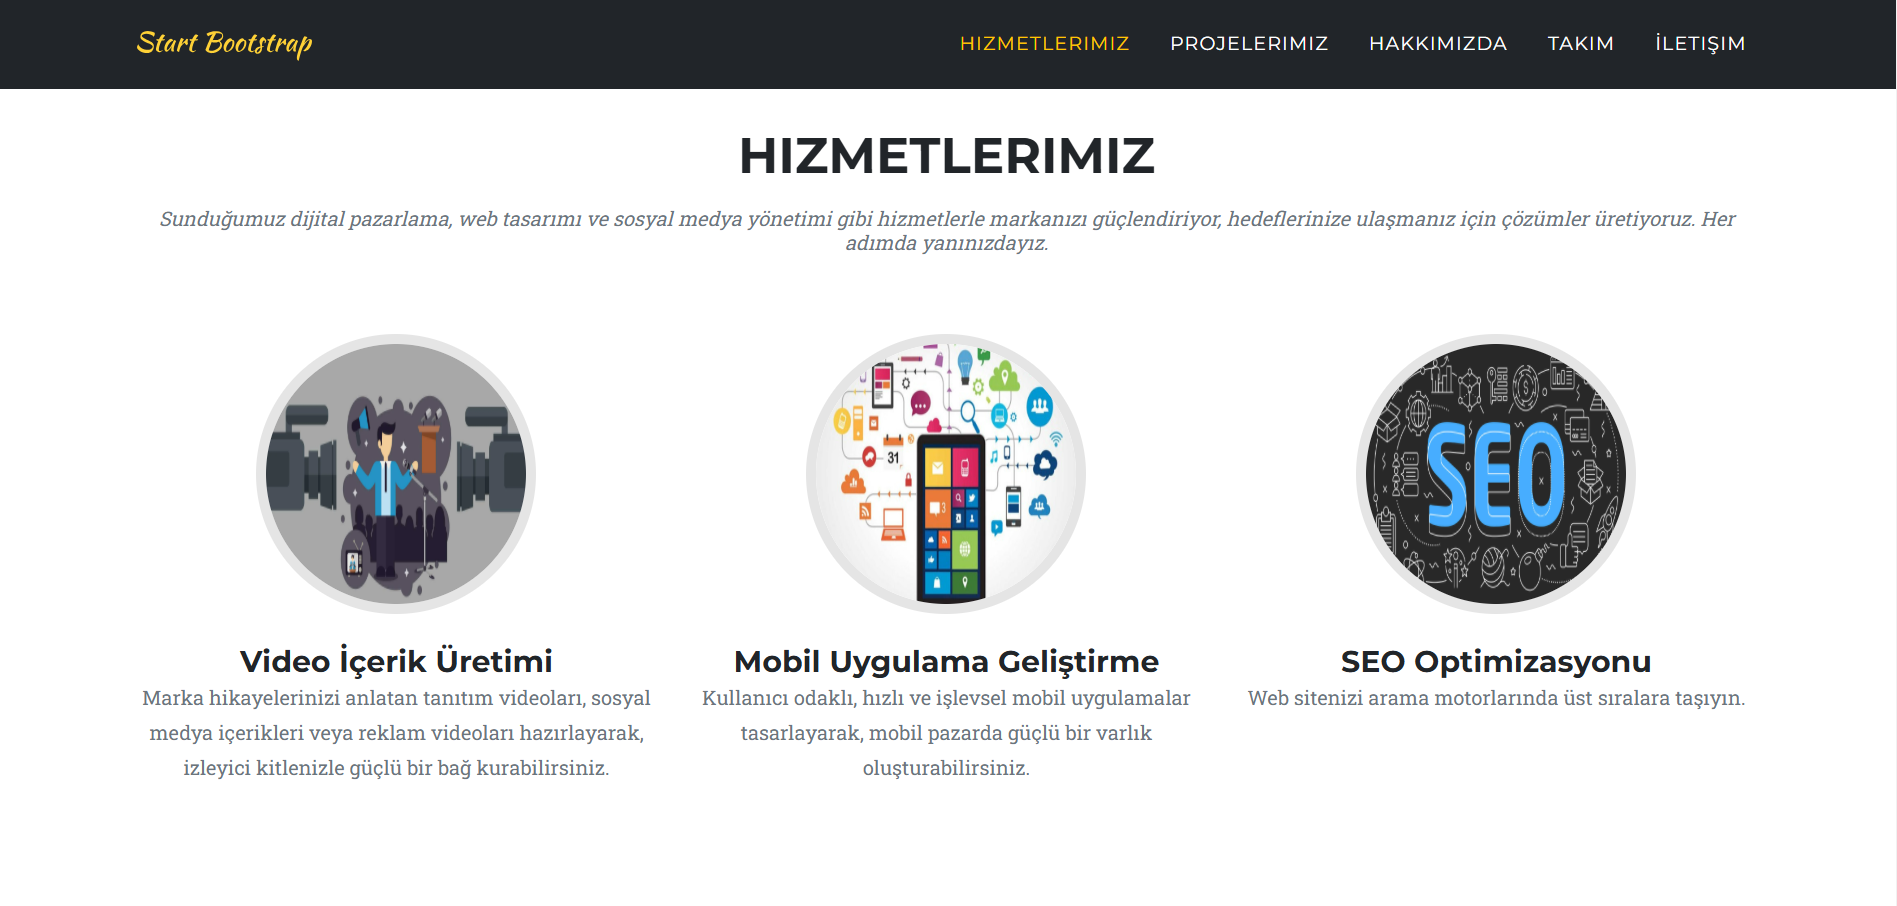 Start Bootstrap
HIZMETLERIMIZ PROJELERIMIZ HAKKIMIZDA TAKIM İLETIŞIM
HIZMETLERIMIZ
Sunduğumuz dijital pazarlama, web tasarımı ve sosyal medya yönetimi gibi hizmetlerle markanızı güçlendiriyor, hedeflerinize ulaşmanız için çözümler üretiyoruz. Her
adımda yanınızdayız.
31
3
SEO
Video İçerik Üretimi
Marka hikayelerinizi anlatan tanıtım videoları, sosyal
medya içerikleri veya reklam videoları hazırlayarak,
izleyici kitlenizle güçlü bir bağ kurabilirsiniz.
Mobil Uygulama Geliştirme
Kullanıcı odaklı, hızlı ve işlevsel mobil uygulamalar
tasarlayarak, mobil pazarda güçlü bir varlık
oluşturabilirsiniz.
SEO Optimizasyonu
Web sitenizi arama motorlarında üst sıralara taşıyın.